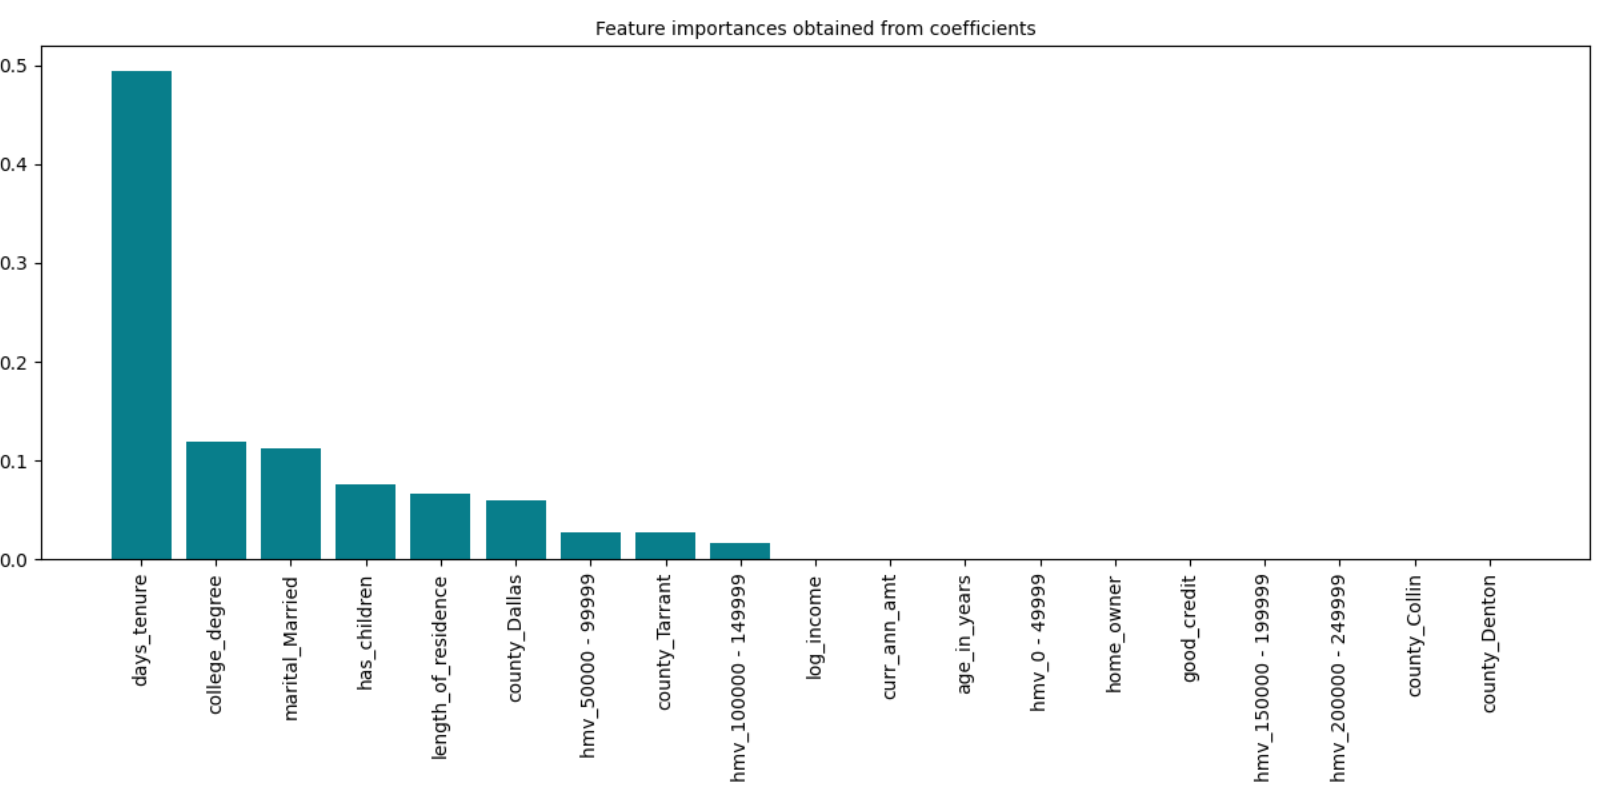 Feature importances obtained from coefficients
0.5
0.4
0.3
0.2
0.1
0.0
days_tenure
college_degree
marital_Married
has_children
length_of_residence
county_Dallas
hmv_50000 - 99999
county_Tarrant
hmv_100000 - 149999
log_income
curr_ann_amt
age_in_years
hmv_0 - 49999
home_owner
good_credit
hmv_150000 - 199999
hmv_200000 - 249999
county_Collin
county_Denton